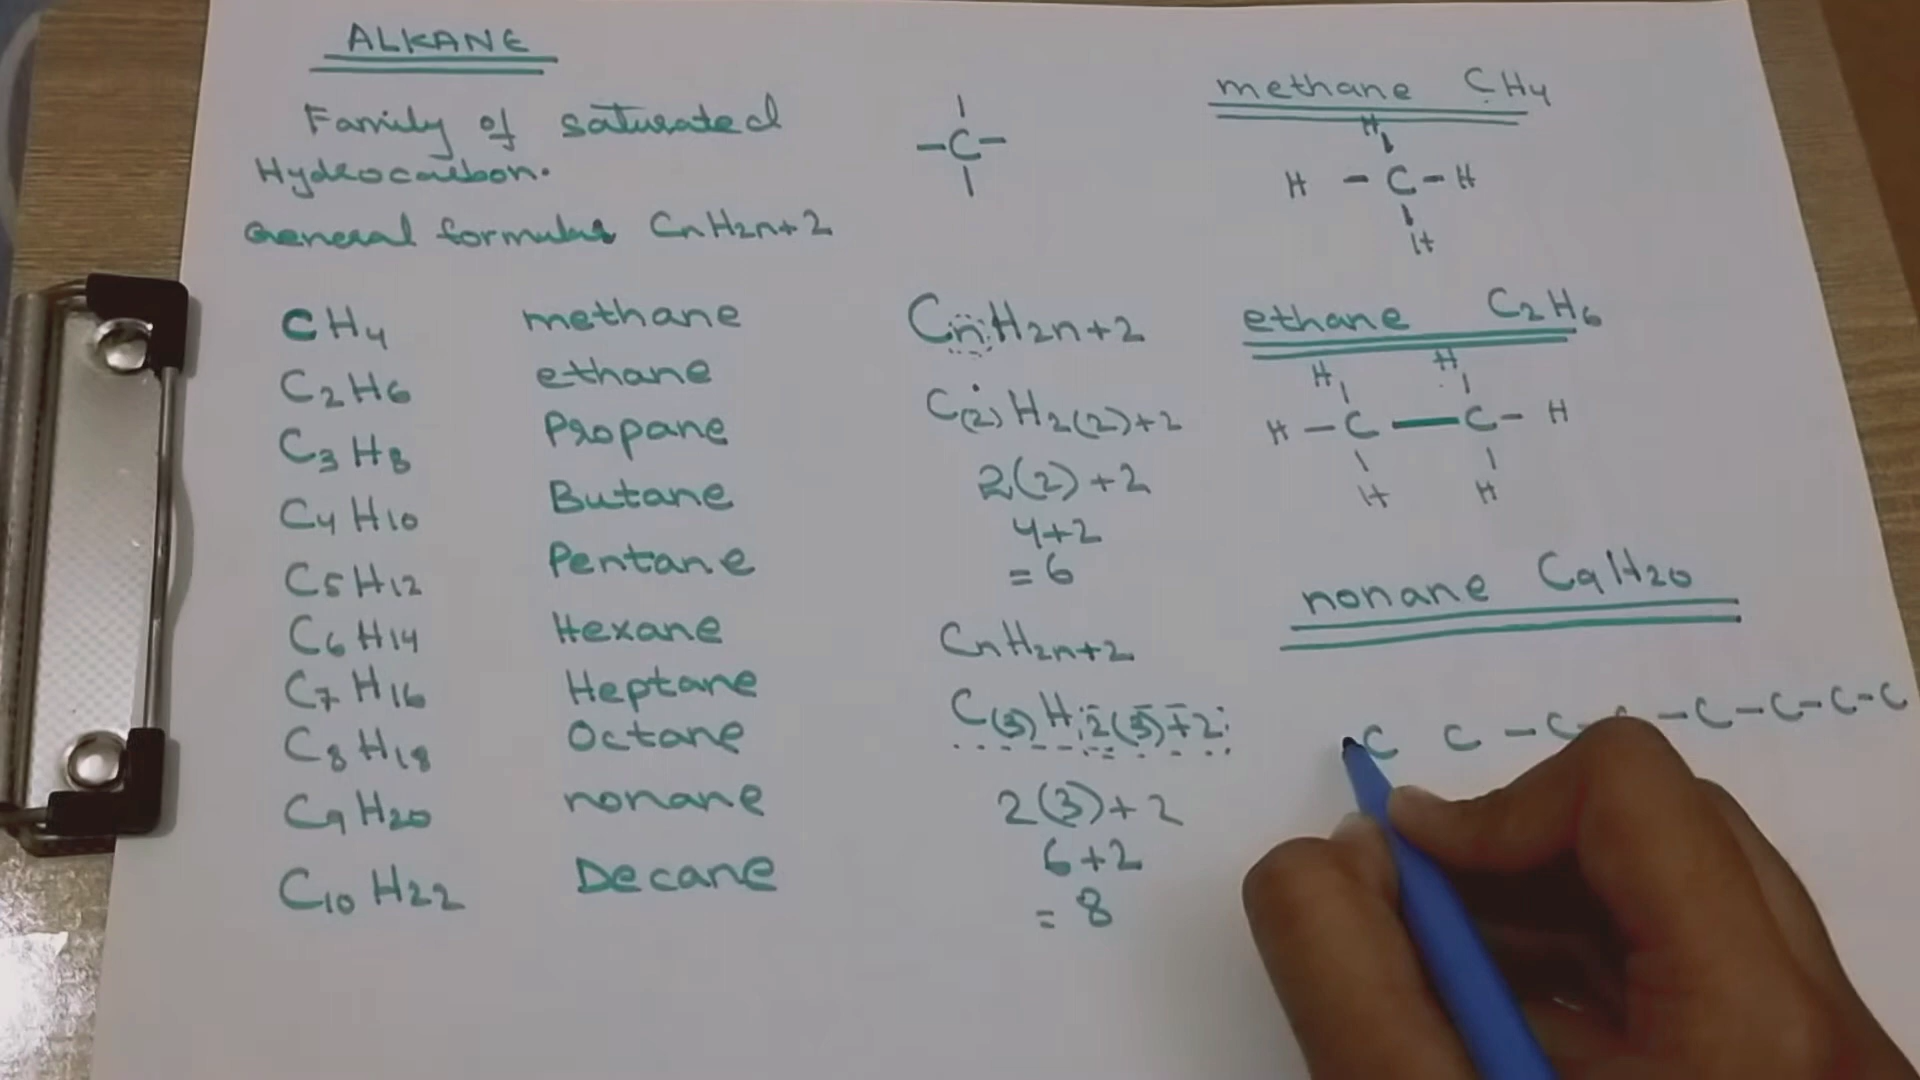 ALKANE
Family of saturated
Hydrocarbon.
General formular CnH2n+2
CH4 methane
C2H6 ethane
C3H8 Propane
C4H10 Butane
C5H12 Pentane
C6H14 Hexane
C7H16 Heptane
C8H18 Octane
C9H20 nonane
C10H22 Decane
-C-
CnH2n+2
C(2)H2(2)+2
2(2)+2
4+2
=6
CnH2n+2
C(3)H2(3)+2
2(3)+2
6+2
=8
methane CH4
H
H -C-H
H
ethane C2H6
H H
H-C-C-H
H H
nonane C9H20
C C-C- -C-C-C-C